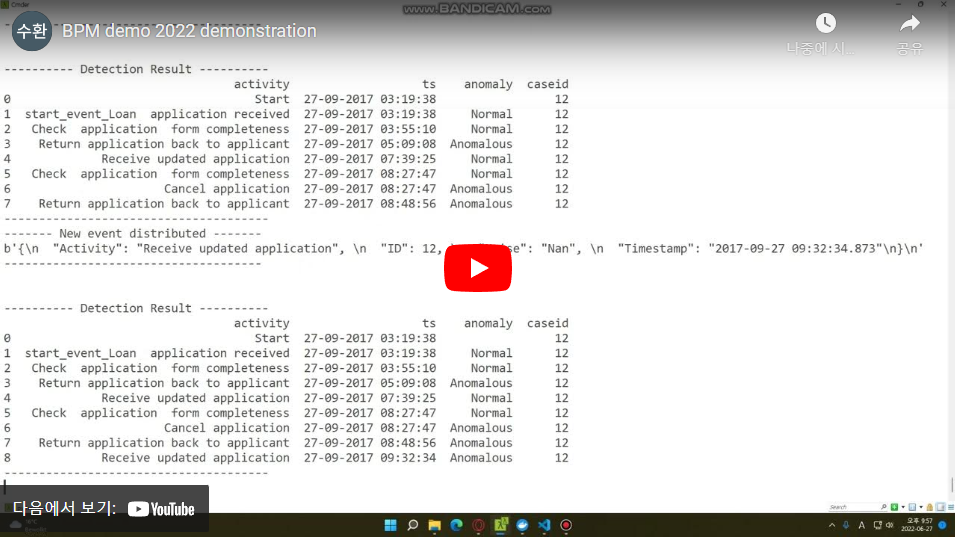 Cmder
www.BANDICAM.com
수환 BPM demo 2022 demonstration
나중에 시... 공유
---------- Detection Result ----------
activity ts anomaly caseid
0 Start 27-09-2017 03:19:38 12
1 start_event_Loan application received 27-09-2017 03:19:38 Normal 12
2 Check application form completeness 27-09-2017 03:55:10 Normal 12
3 Return application back to applicant 27-09-2017 05:09:08 Anomalous 12
4 Receive updated application 27-09-2017 07:39:25 Normal 12
5 Check application form completeness 27-09-2017 08:27:47 Normal 12
6 Cancel application 27-09-2017 08:27:47 Anomalous 12
7 Return application back to applicant 27-09-2017 08:48:56 Anomalous 12
--------------------------------------
------- New event distributed -------
b'{\n "Activity": "Receive updated application", \n "ID": 12, "Nan", \n "Timestamp": "2017-09-27 09:32:34.873"\n}\n'
-------------------------------------
---------- Detection Result ----------
activity ts anomaly caseid
0 Start 27-09-2017 03:19:38 12
1 start_event_Loan application received 27-09-2017 03:19:38 Normal 12
2 Check application form completeness 27-09-2017 03:55:10 Normal 12
3 Return application back to applicant 27-09-2017 05:09:08 Anomalous 12
4 Receive updated application 27-09-2017 07:39:25 Normal 12
5 Check application form completeness 27-09-2017 08:27:47 Normal 12
6 Cancel application 27-09-2017 08:27:47 Anomalous 12
7 Return application back to applicant 27-09-2017 08:48:56 Anomalous 12
8 Receive updated application 27-09-2017 09:32:34 Anomalous 12
--------------------------------------
다음에서 보기: YouTube
Search
A 오후 9:57
2022-06-27